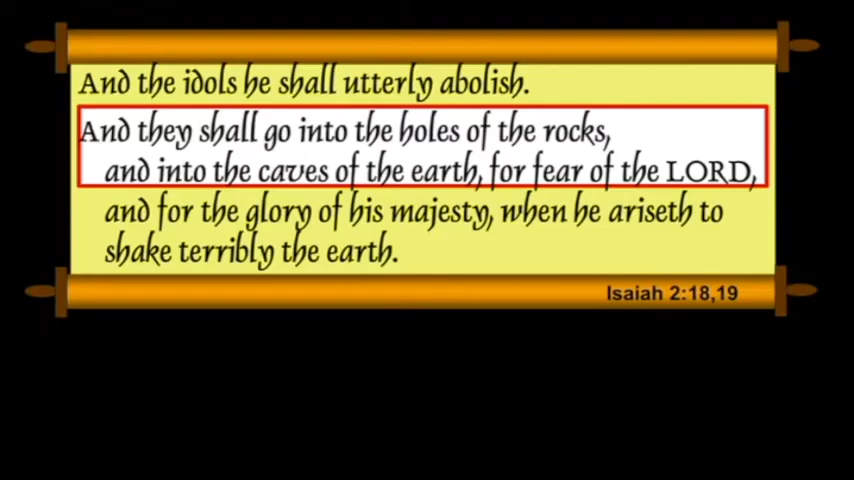 And the idols he shall utterly abolish.
And they shall go into the holes of the rocks,
and into the caves of the earth, for fear of the LORD,
and for the glory of his majesty, when he ariseth to
shake terribly the earth.
Isaiah 2:18,19